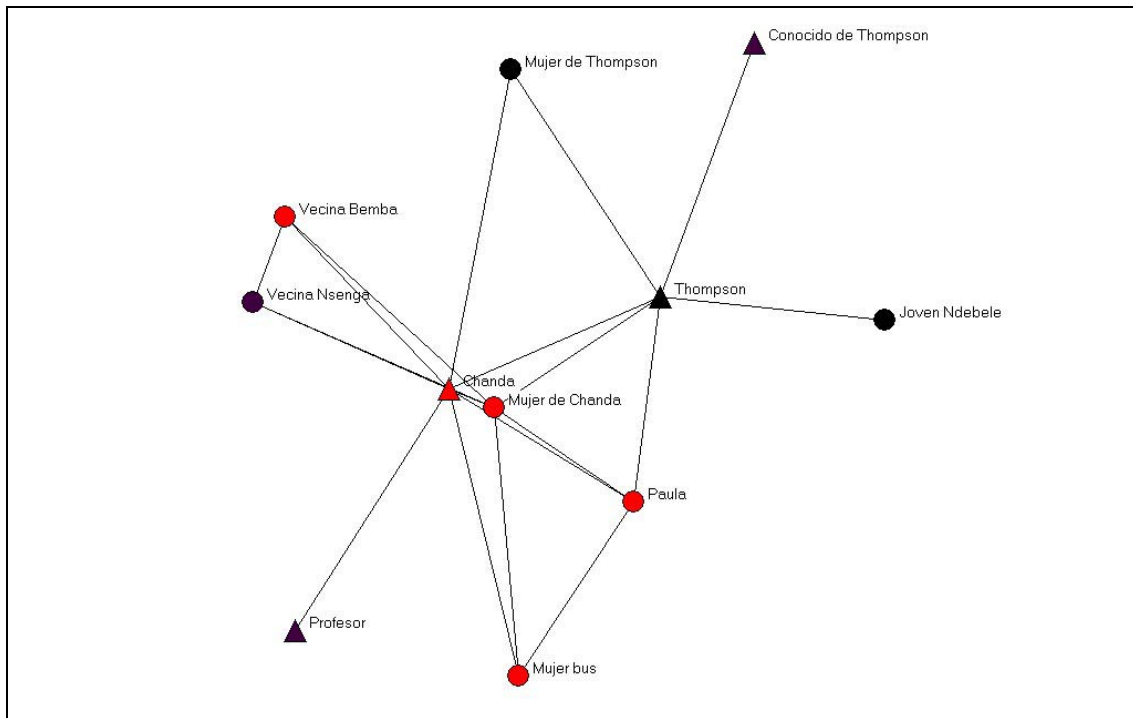 Conocido de Thompson
Mujer de Thompson
Vecina Bemba
Thompson
Vecina Nsenga
Joven Ndebele
Chanda
Mujer de Chanda
Paula
Profesor
Mujer bus